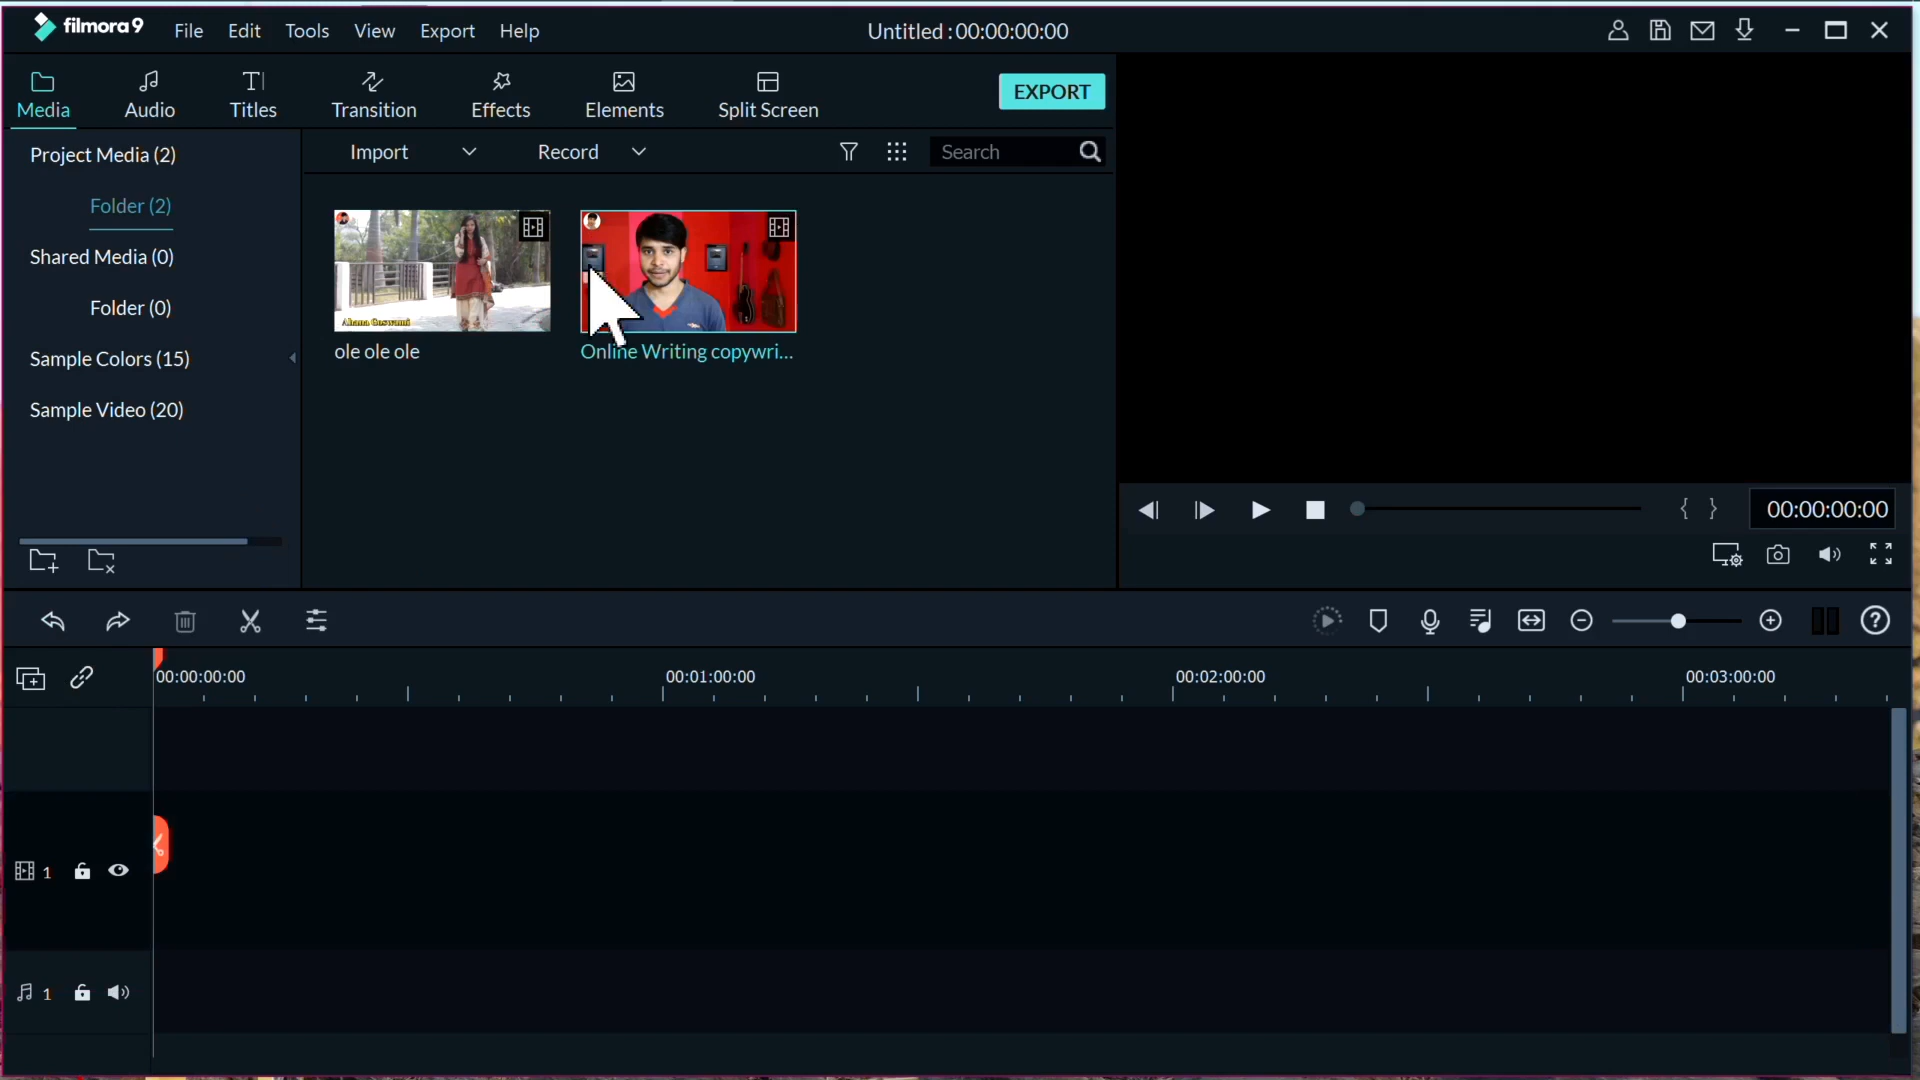 filmora9
File Edit Tools View Export Help
Untitled : 00:00:00:00
Media Audio Titles Transition Effects Elements Split Screen
EXPORT
Project Media (2)
Folder (2)
Shared Media (0)
Folder (0)
Sample Colors (15)
Sample Video (20)
Import Record Search
Ahana Goswami
ole ole ole
Online Writing copywri...
00:00:00:00
00:00:00:00 00:01:00:00 00:02:00:00 00:03:00:00
1
1